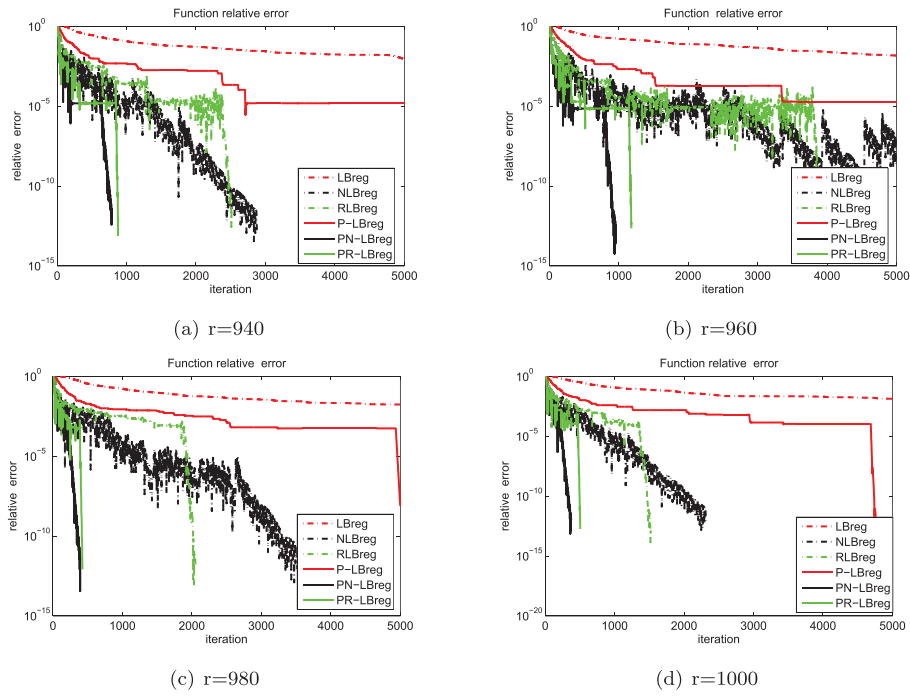 Function relative error
10^0
10^-5
10^-10
10^-15
relative error
0
1000
2000
3000
4000
5000
iteration
LBreg
NLBreg
RLBreg
P-LBreg
PN-LBreg
PR-LBreg
(a) r=940
Function relative error
10^0
10^-5
10^-10
10^-15
relative error
0
1000
2000
3000
4000
5000
iteration
LBreg
NLBreg
RLBreg
P-LBreg
PN-LBreg
PR-LBreg
(b) r=960
Function relative error
10^0
10^-5
10^-10
10^-15
relative error
0
1000
2000
3000
4000
5000
iteration
LBreg
NLBreg
RLBreg
P-LBreg
PN-LBreg
PR-LBreg
(c) r=980
Function relative error
10^0
10^-5
10^-10
10^-15
10^-20
relative error
0
1000
2000
3000
4000
5000
iteration
LBreg
NLBreg
RLBreg
P-LBreg
PN-LBreg
PR-LBreg
(d) r=1000